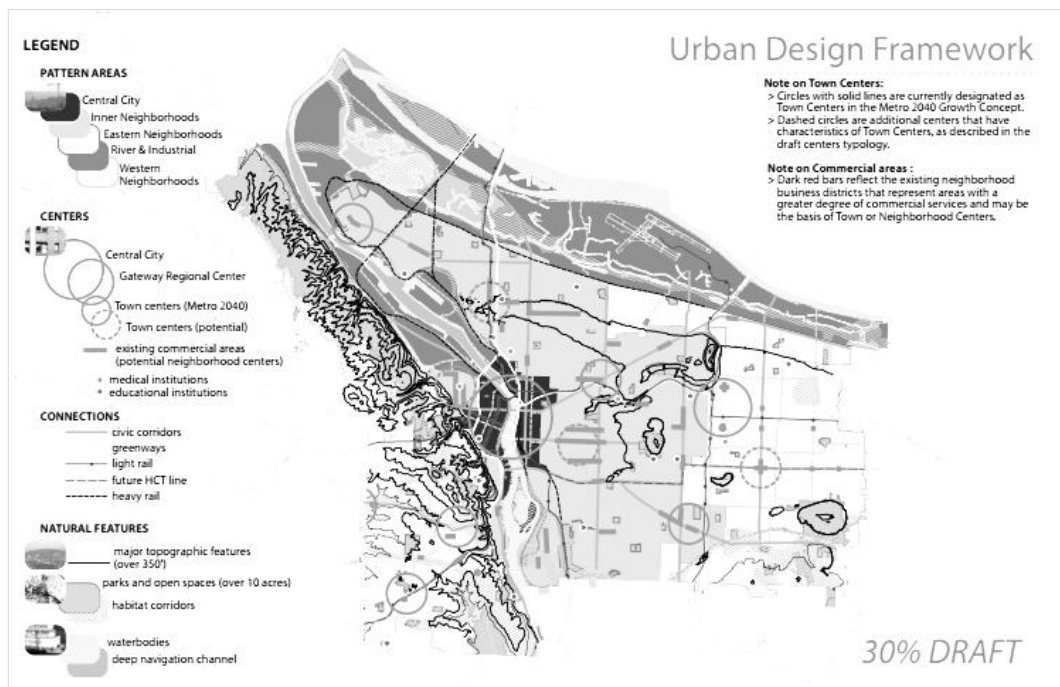 Urban Design Framework
LEGEND
PATTERN AREAS
Central City
Inner Neighborhoods
Eastern Neighborhoods
River & Industrial
Western
Neighborhoods
CENTERS
Central City
Gateway Regional Center
Town centers (Metro 2040)
Town centers (potential)
existing commercial areas
(potential neighborhood centers)
medical institutions
educational institutions
CONNECTIONS
civic corridors
greenways
light rail
future HCT line
heavy rail
NATURAL FEATURES
major topographic features
(over 350')
parks and open spaces (over 10 acres)
habitat corridors
waterbodies
deep navigation channel
Note on Town Centers:
> Circles with solid lines are currently designated as
Town Centers in the Metro 2040 Growth Concept.
> Dashed circles are additional centers that have
characteristics of Town Centers, as described in the
draft centers typology.
Note on Commercial areas :
> Dark red bars reflect the existing neighborhood
business districts that represent areas with a
greater degree of commercial services and may be
the basis of Town or Neighborhood Centers.
30% DRAFT